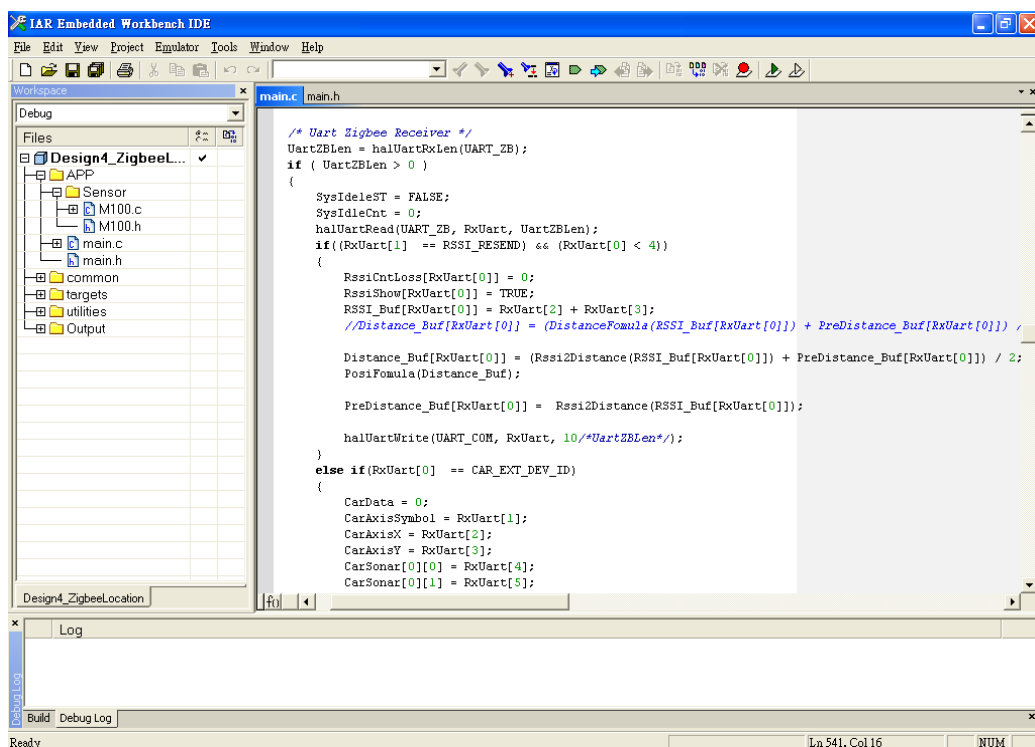 IAR Embedded Workbench IDE
File Edit View Project Emulator Tools Window Help
Workspace
main.c main.h
Debug
Files
Design4_ZigbeeL...
APP
Sensor
M100.c
M100.h
main.c
main.h
common
targets
utilities
Output
Design4_ZigbeeLocation
/* Uart Zigbee Receiver */
UartZBLen = halUartRxLen(UART_ZB);
if ( UartZBLen > 0 )
{
SysIdeleST = FALSE;
SysIdleCnt = 0;
halUartRead(UART_ZB, RxUart, UartZBLen);
if((RxUart[1] == RSSI_RESEND) && (RxUart[0] < 4))
{
RssiCntLoss[RxUart[0]] = 0;
RssiShow[RxUart[0]] = TRUE;
RSSI_Buf[RxUart[0]] = RxUart[2] + RxUart[3];
//Distance_Buf[RxUart[0]] = (DistanceFomula(RSSI_Buf[RxUart[0]]) + PreDistance_Buf[RxUart[0]]) /
Distance_Buf[RxUart[0]] = (Rssi2Distance(RSSI_Buf[RxUart[0]]) + PreDistance_Buf[RxUart[0]]) / 2;
PosiFomula(Distance_Buf);
PreDistance_Buf[RxUart[0]] = Rssi2Distance(RSSI_Buf[RxUart[0]]);
halUartWrite(UART_COM, RxUart, 10/*UartZBLen*/);
}
else if(RxUart[0] == CAR_EXT_DEV_ID)
{
CarData = 0;
CarAxisSymbol = RxUart[1];
CarAxisX = RxUart[2];
CarAxisY = RxUart[3];
CarSonar[0][0] = RxUart[4];
CarSonar[0][1] = RxUart[5];
f()
Log
Debug Log
Build Debug Log
Ready Ln 541, Col 16 NUM